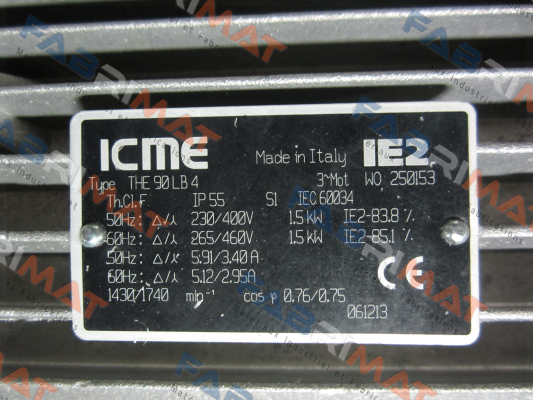 FABRIMAT
ICME Made in Italy IE2
Type THE 90 LB 4 3~Mot WO 250153
Th.Cl.F. IP 55 S1 IEC 60034
50Hz: Δ/⅄ 230/400V 1.5 kW IE2-83.8 %
60Hz: Δ/⅄ 265/460V 1.5 kW IE2-85.1 %
50Hz: Δ/⅄ 5.91/3.40 A
60Hz: Δ/⅄ 5.12/2.95A
1430/1740 min⁻¹ cos φ 0.76/0.75
CE
061213